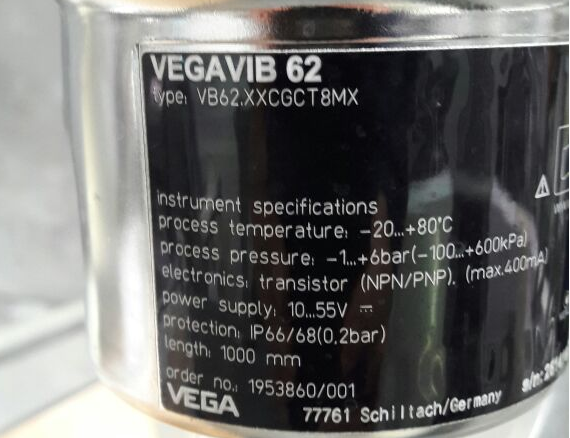 VEGAVIB 62
type: VB62.XXCGCT8MX
instrument specifications
process temperature: -20...+80°C
process pressure: -1...+6bar(-100...+600kPa)
electronics: transistor (NPN/PNP). (max.400mA)
power supply: 10...55V ⎓
protection: IP66/68(0,2bar)
length: 1000 mm
order no.: 1953860/001
VEGA
77761 Schiltach/Germany
s/n: